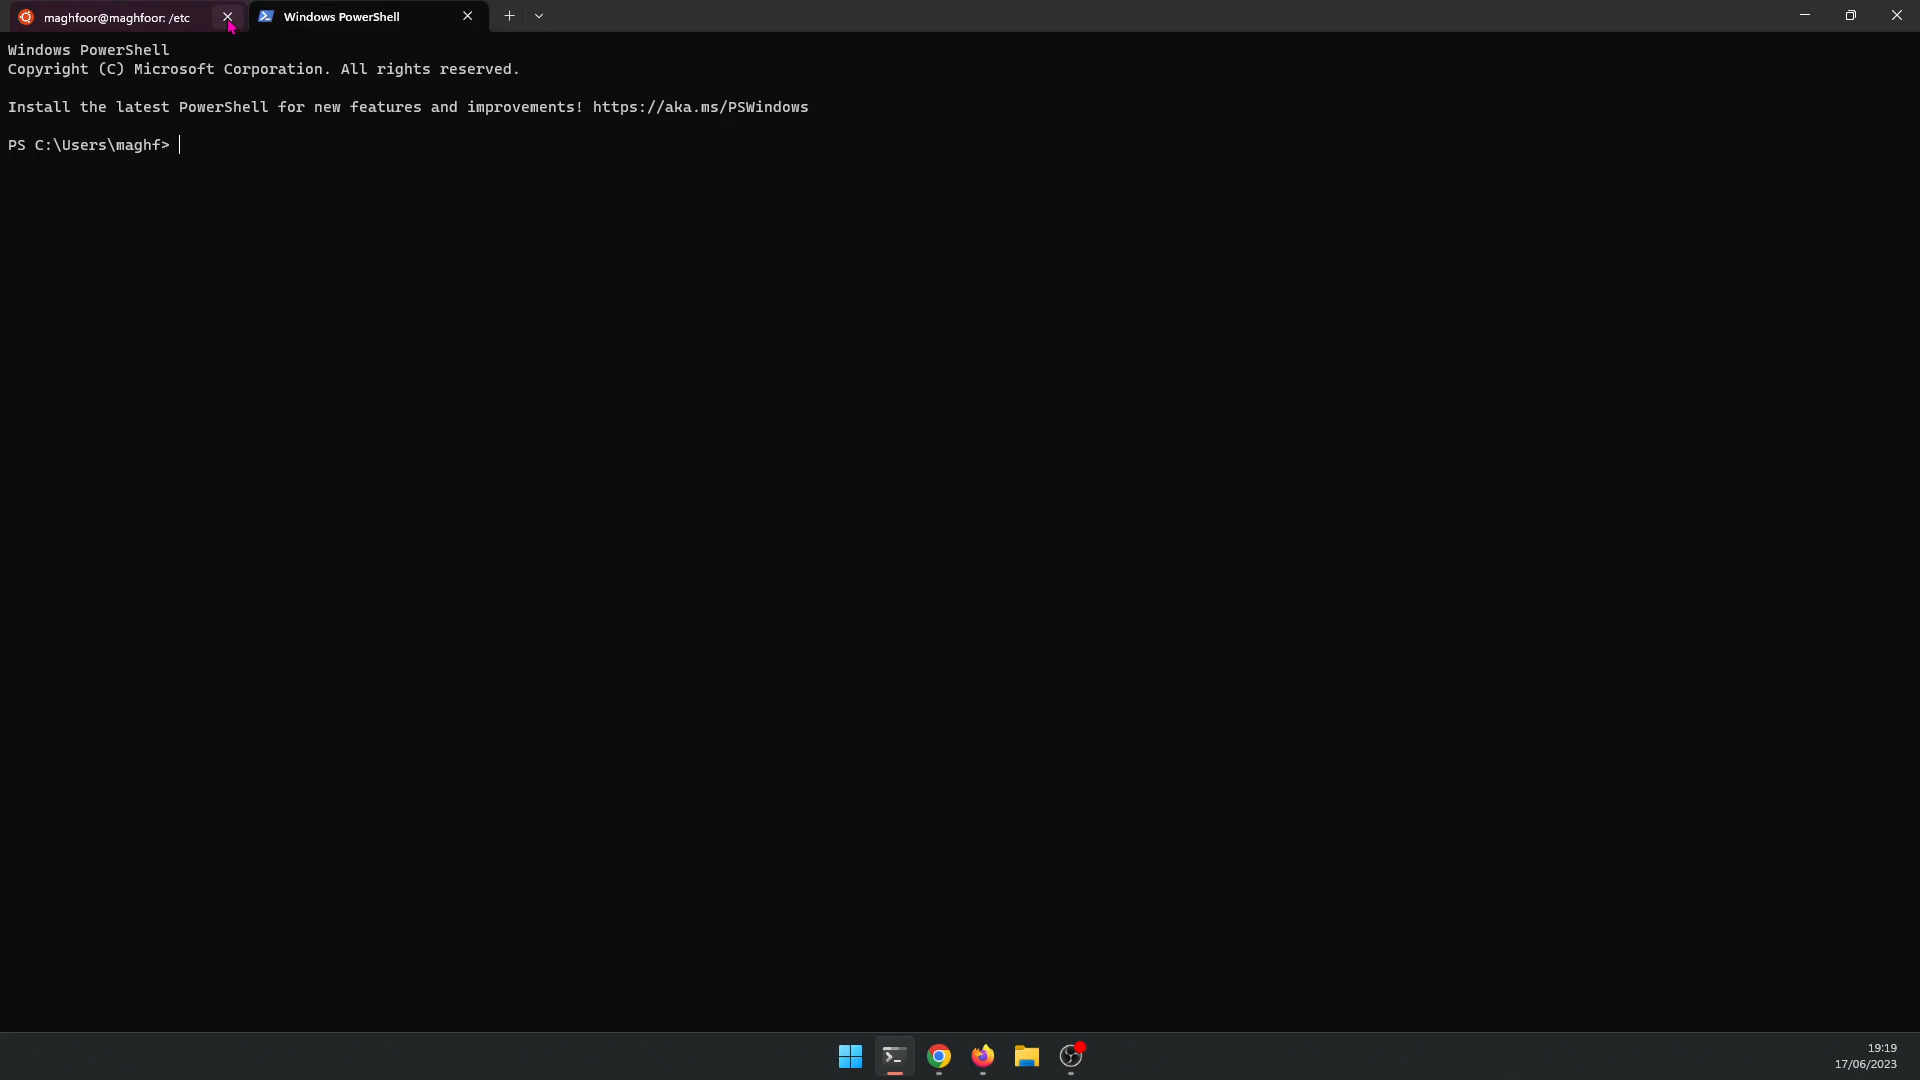 maghfoor@maghfoor: /etc
Windows PowerShell
Windows PowerShell
Copyright (C) Microsoft Corporation. All rights reserved.
Install the latest PowerShell for new features and improvements! https://aka.ms/PSWindows
PS C:\Users\maghf>
19:19
17/06/2023